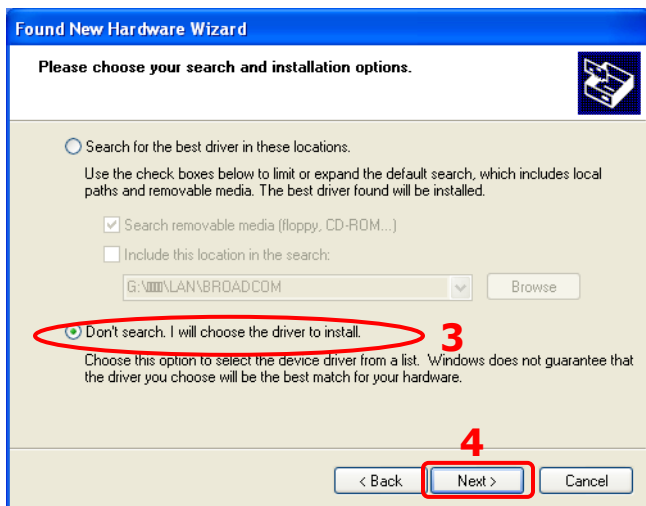 Found New Hardware Wizard
Please choose your search and installation options.
Search for the best driver in these locations.
Use the check boxes below to limit or expand the default search, which includes local
paths and removable media. The best driver found will be installed.
Search removable media (floppy, CD-ROM...)
Include this location in the search:
\LAN\BROADCOM
Browse
Don't search. I will choose the driver to install.
3
Choose this option to select the device driver from a list. Windows does not guarantee that
the driver you choose will be the best match for your hardware.
4
< Back Next > Cancel